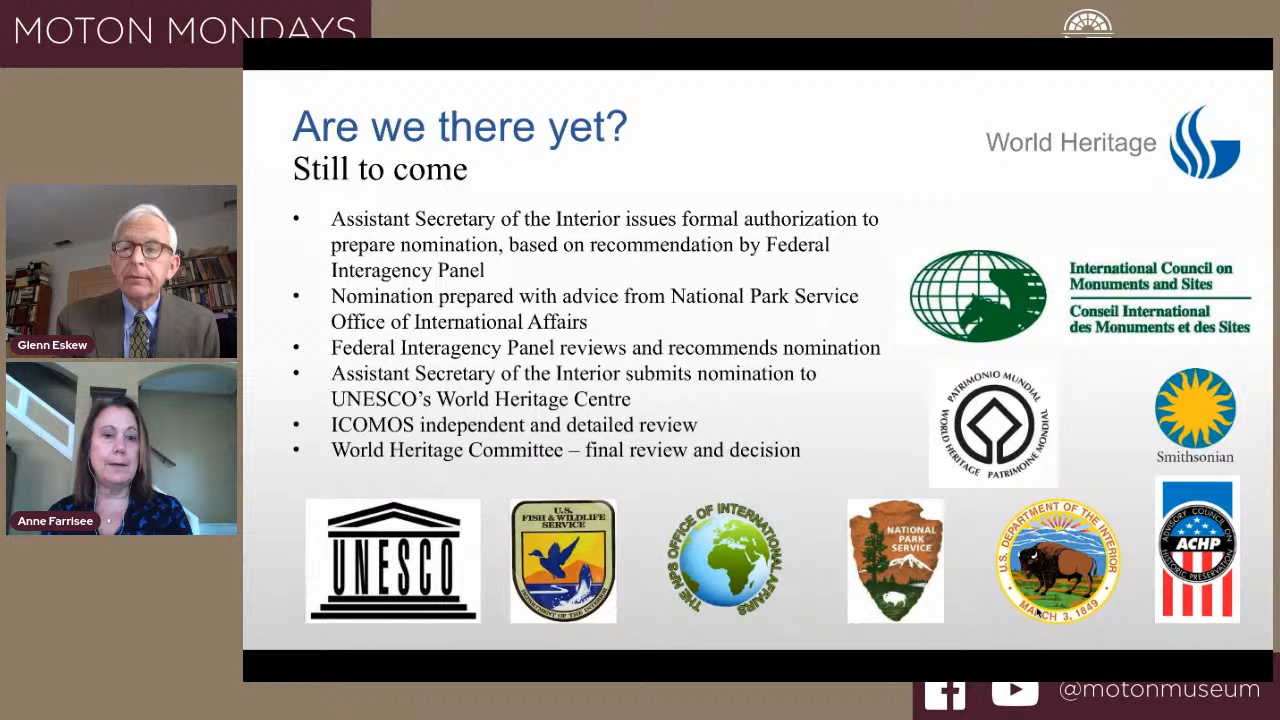 MOTON MONDAYS
Are we there yet?
Still to come
World Heritage
• Assistant Secretary of the Interior issues formal authorization to
prepare nomination, based on recommendation by Federal
Interagency Panel
• Nomination prepared with advice from National Park Service
Office of International Affairs
• Federal Interagency Panel reviews and recommends nomination
• Assistant Secretary of the Interior submits nomination to
UNESCO’s World Heritage Centre
• ICOMOS independent and detailed review
• World Heritage Committee – final review and decision
International Council on
Monuments and Sites
Conseil International
des Monuments et des Sites
PATRIMONIO MUNDIAL
WORLD HERITAGE
PATRIMOINE MONDIAL
Smithsonian
Glenn Eskew
Anne Farrisee
UNESCO
U.S.
FISH & WILDLIFE
SERVICE
DEPARTMENT OF THE INTERIOR
THE NPS OFFICE OF INTERNATIONAL AFFAIRS
NATIONAL
PARK
SERVICE
U.S. DEPARTMENT OF THE INTERIOR
MARCH 3, 1849
ADVISORY COUNCIL ON
ACHP
HISTORIC PRESERVATION
@motonmuseum